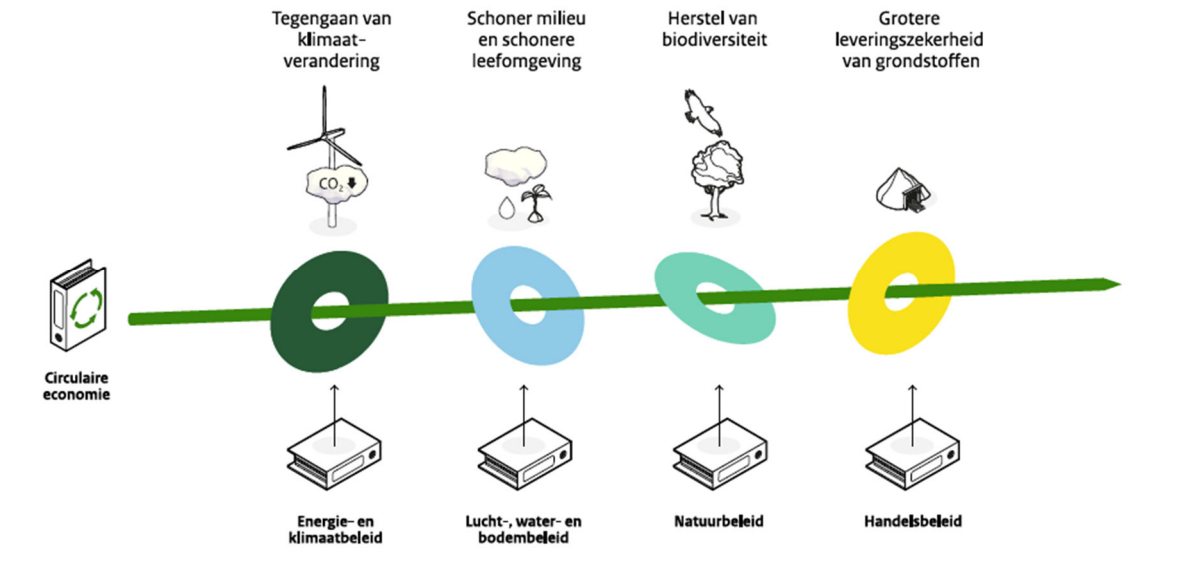 Tegengaan van
klimaat-
verandering
Schoner milieu
en schonere
leefomgeving
Herstel van
biodiversiteit
Grotere
leveringszekerheid
van grondstoffen
CO₂
Circulaire
economie
Energie- en
klimaatbeleid
Lucht-, water- en
bodembeleid
Natuurbeleid
Handelsbeleid